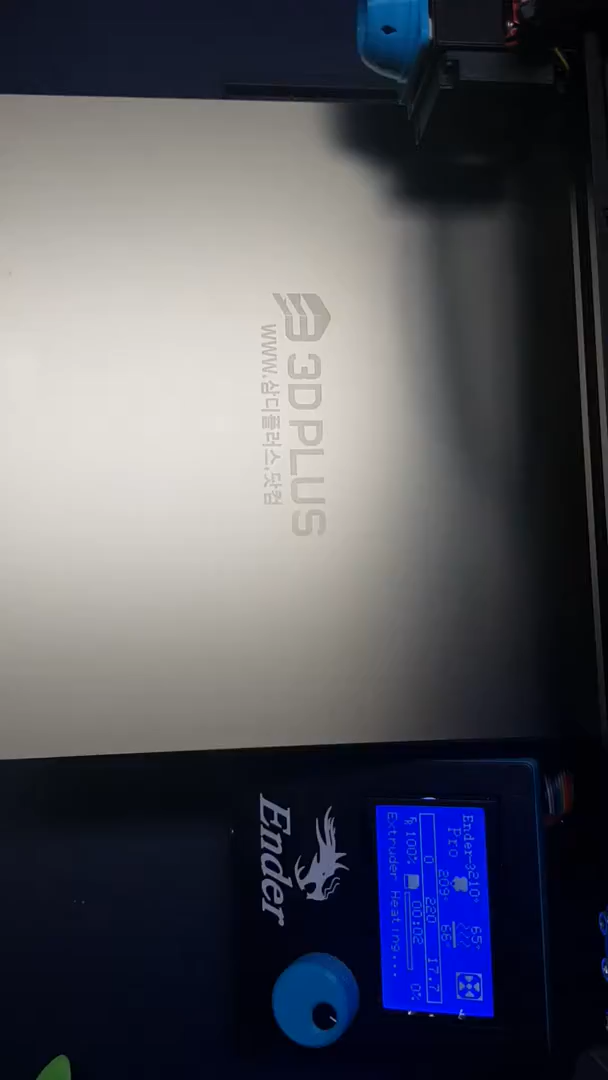 3D PLUS
WWW.삼디플러스.닷컴
Ender
Ender-3 210° 65°
Pro
209° 66°
0 220 17.7
FR 100% 00:02 0%
Extruder Heating...